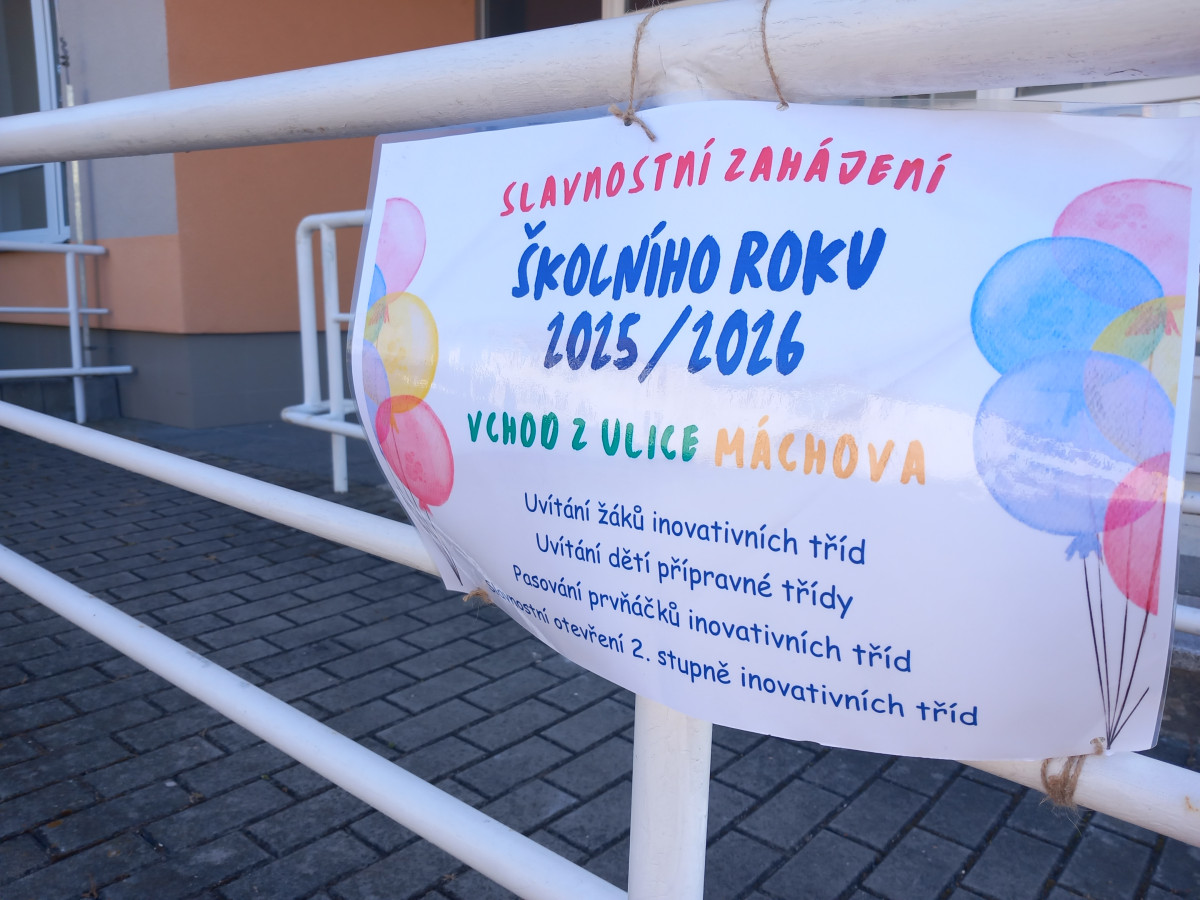 SLAVNOSTNÍ ZAHÁJENÍ
ŠKOLNÍHO ROKU
2025/2026
VCHOD Z ULICE MÁCHOVA
Uvítání žáků inovativních tříd
Uvítání dětí přípravné třídy
Pasování prvňáčků inovativních tříd
Slavnostní otevření 2. stupně inovativních tříd